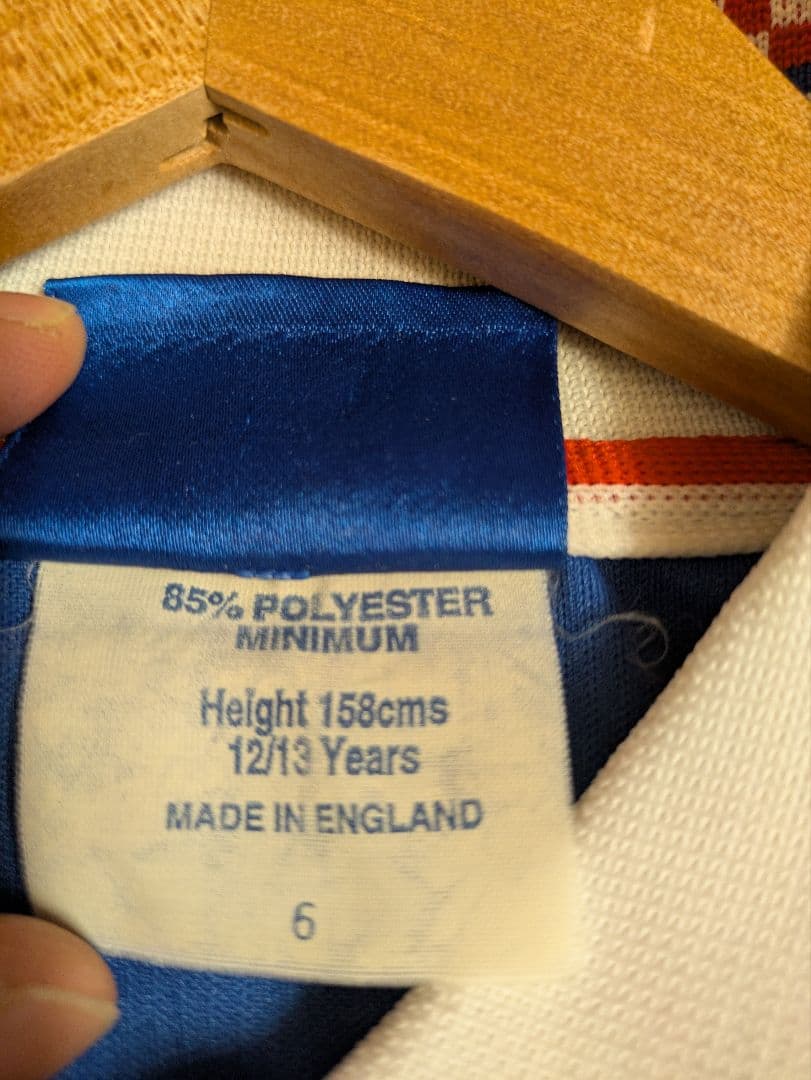 85% POLYESTER
MINIMUM
Height 158cms
12/13 Years
MADE IN ENGLAND
6